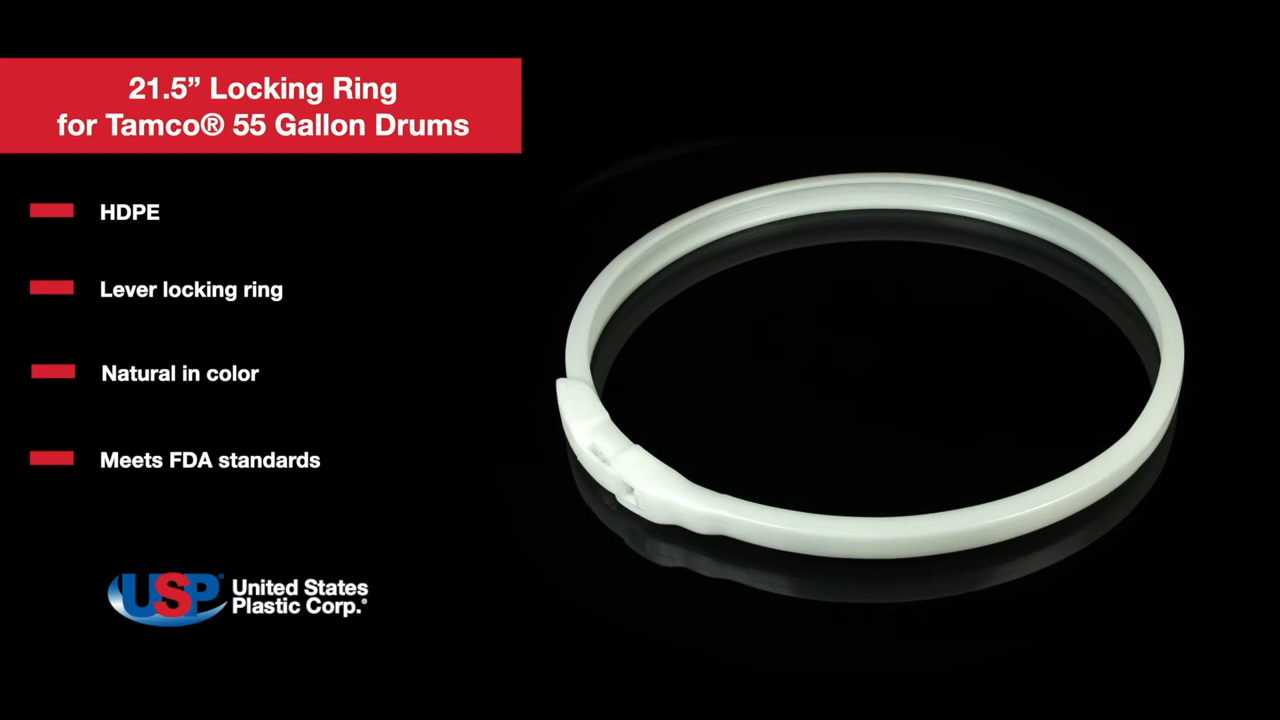 21.5” Locking Ring
for Tamco® 55 Gallon Drums
HDPE
Lever locking ring
Natural in color
Meets FDA standards
USP® United States
Plastic Corp.®